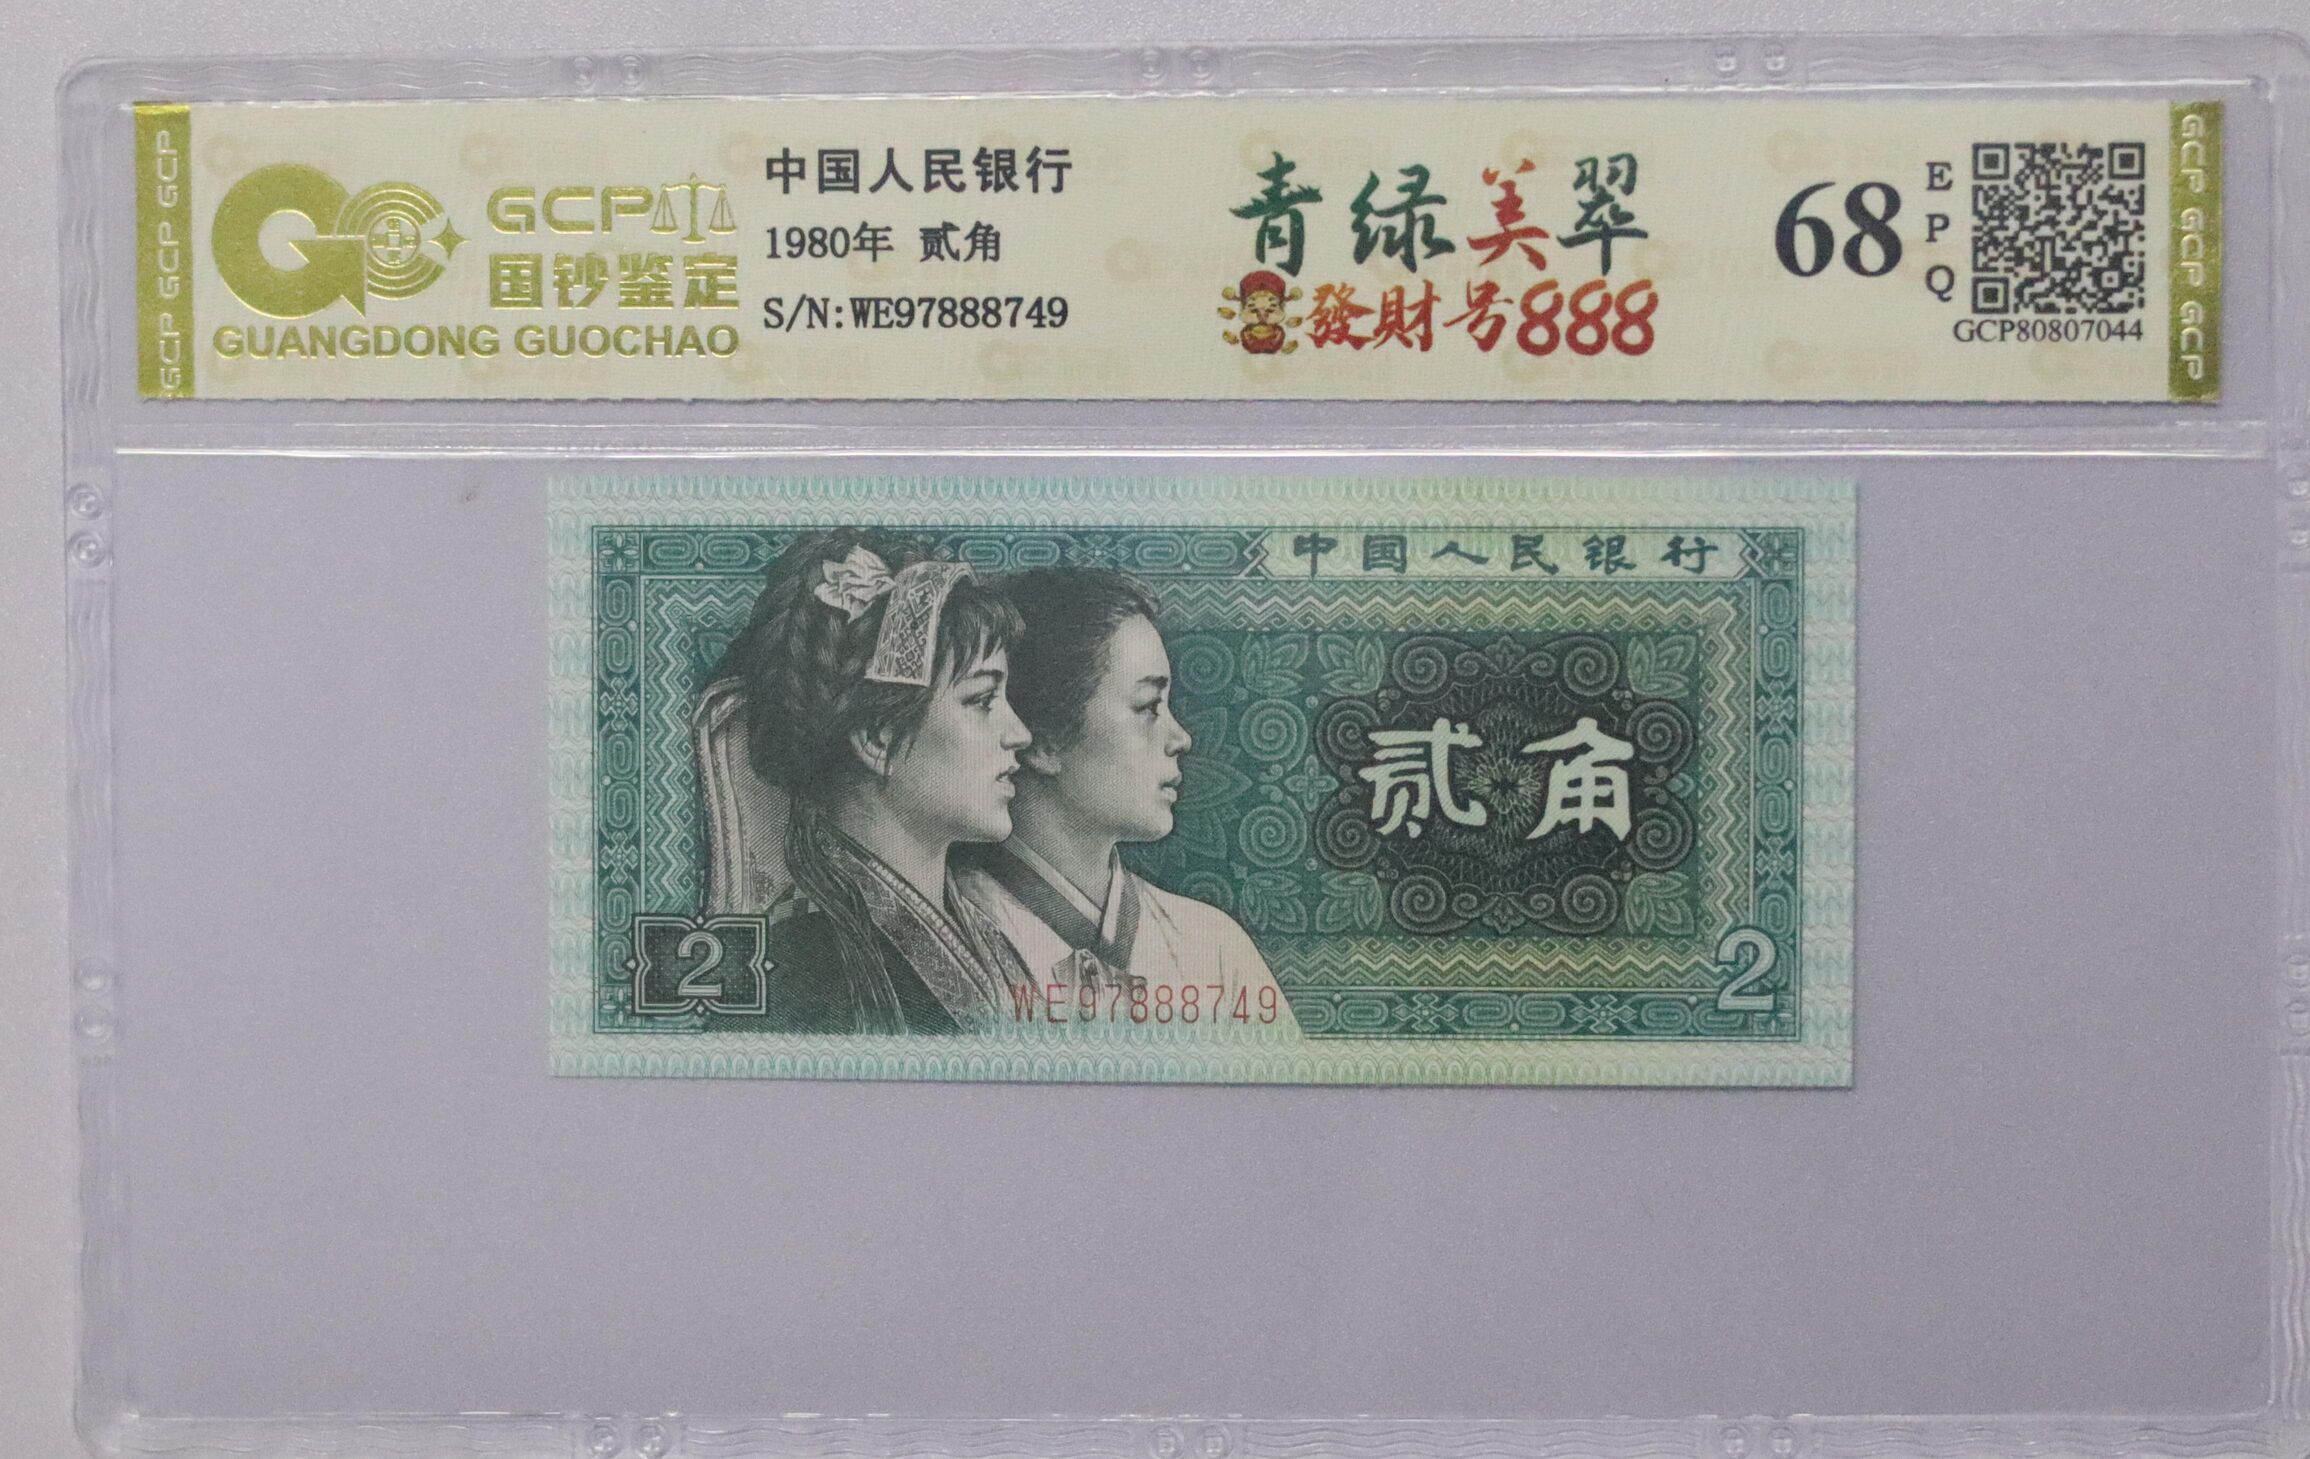 GCP GCP GCP
GCP
国钞鉴定
GUANGDONG GUOCHAO
中国人民银行
1980年 贰角
S/N:WE97888749
青绿美翠
發財号888
68
EPQ
GCP80807044
GCP GCP GCP
中国人民银行
贰角
2
2
WE97888749